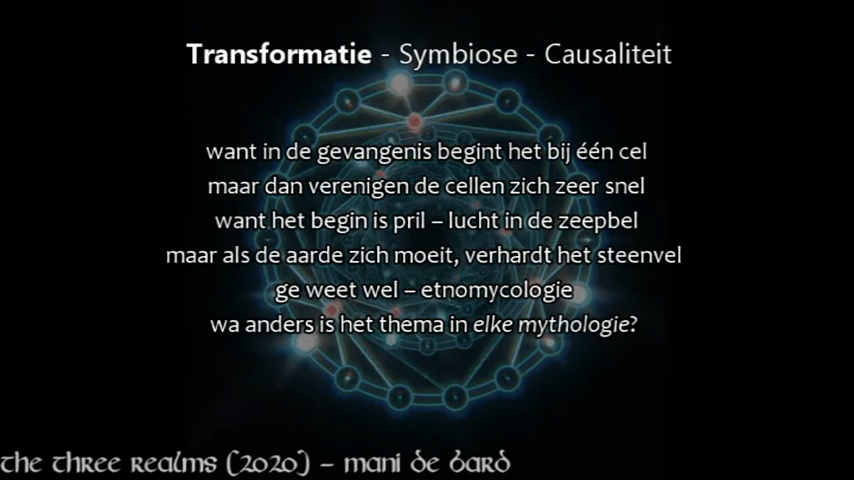 Transformatie - Symbiose - Causaliteit
want in de gevangenis begint het bij één cel
maar dan verenigen de cellen zich zeer snel
want het begin is pril – lucht in de zeepbel
maar als de aarde zich moeit, verhardt het steenvel
ge weet wel – etnomycologie
wa anders is het thema in elke mythologie?
The Three Realms (2020) – Mani de Bard